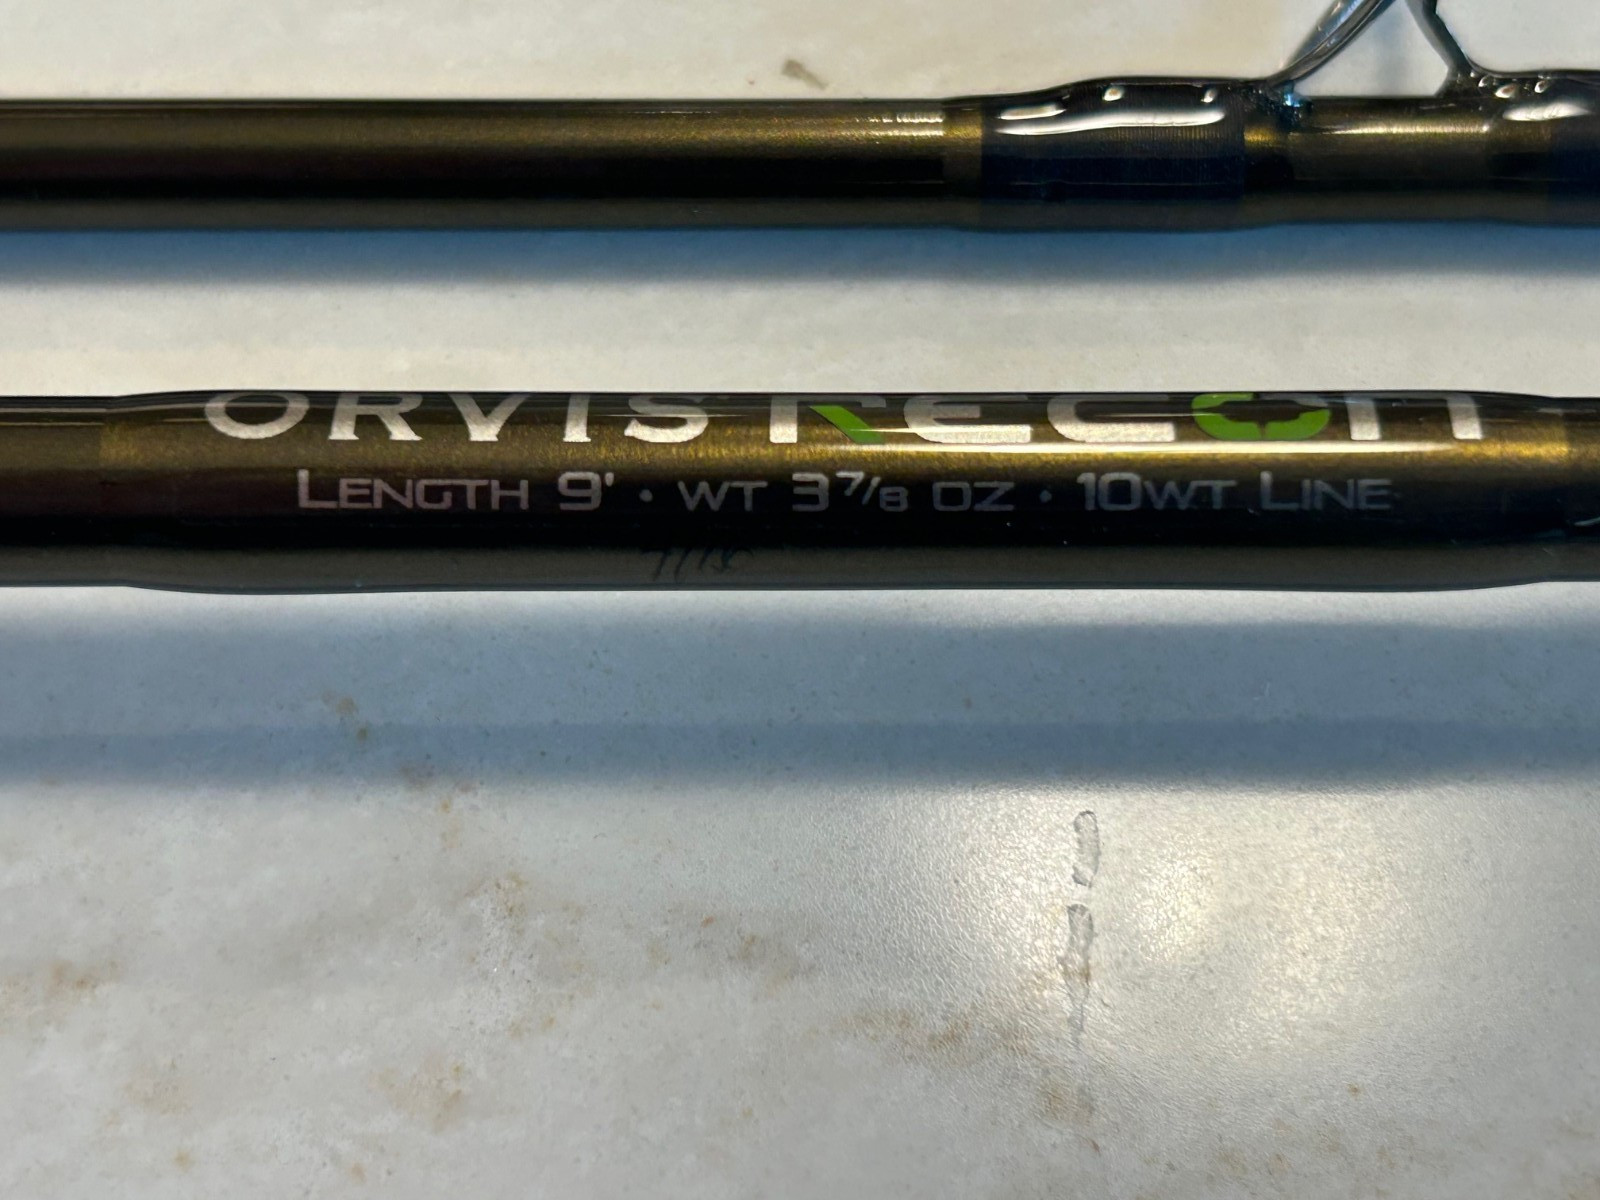 ORVIS RECON
LENGTH 9' · WT 3 7/8 OZ · 10WT LINE